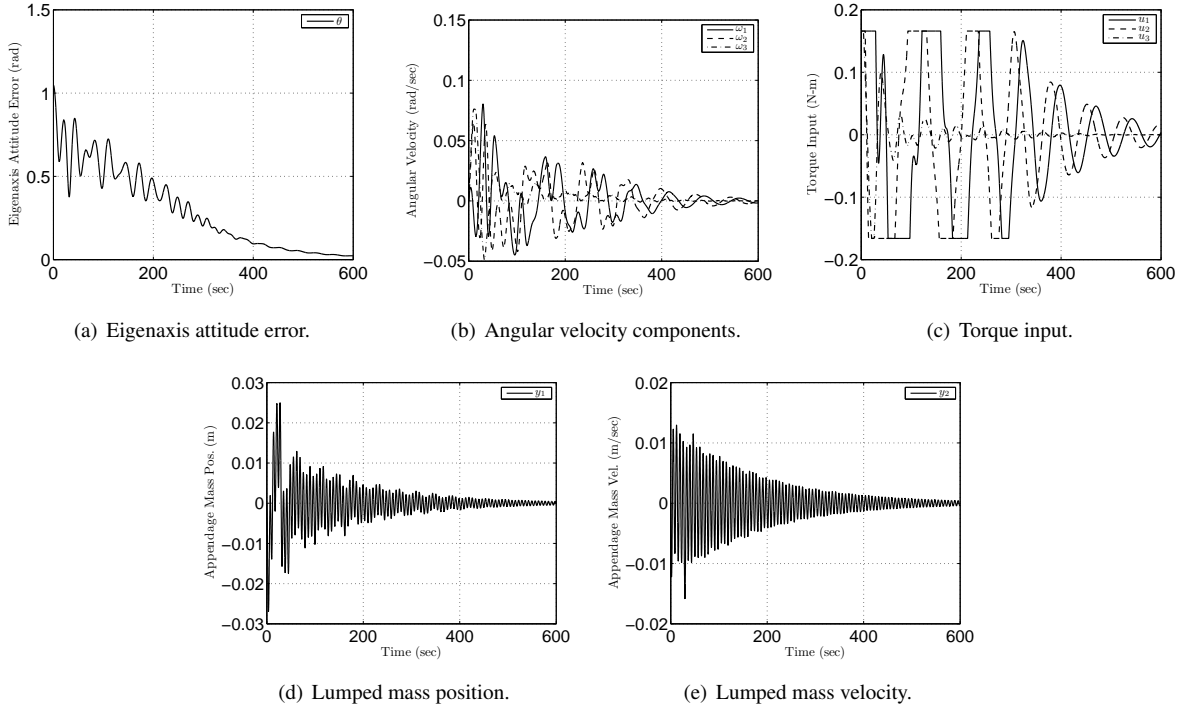 θ
1.5
1
0.5
0
0 200 400 600
Eigenaxis Attitude Error (rad)
Time (sec)
(a) Eigenaxis attitude error.
ω1
ω2
ω3
0.15
0.1
0.05
0
−0.05
0 200 400 600
Angular Velocity (rad/sec)
Time (sec)
(b) Angular velocity components.
u1
u2
u3
0.2
0.1
0
−0.1
−0.2
0 200 400 600
Torque Input (N-m)
Time (sec)
(c) Torque input.
y1
0.03
0.02
0.01
0
−0.01
−0.02
−0.03
0 200 400 600
Appendage Mass Pos. (m)
Time (sec)
(d) Lumped mass position.
y2
0.02
0.01
0
−0.01
−0.02
0 200 400 600
Appendage Mass Vel. (m/sec)
Time (sec)
(e) Lumped mass velocity.